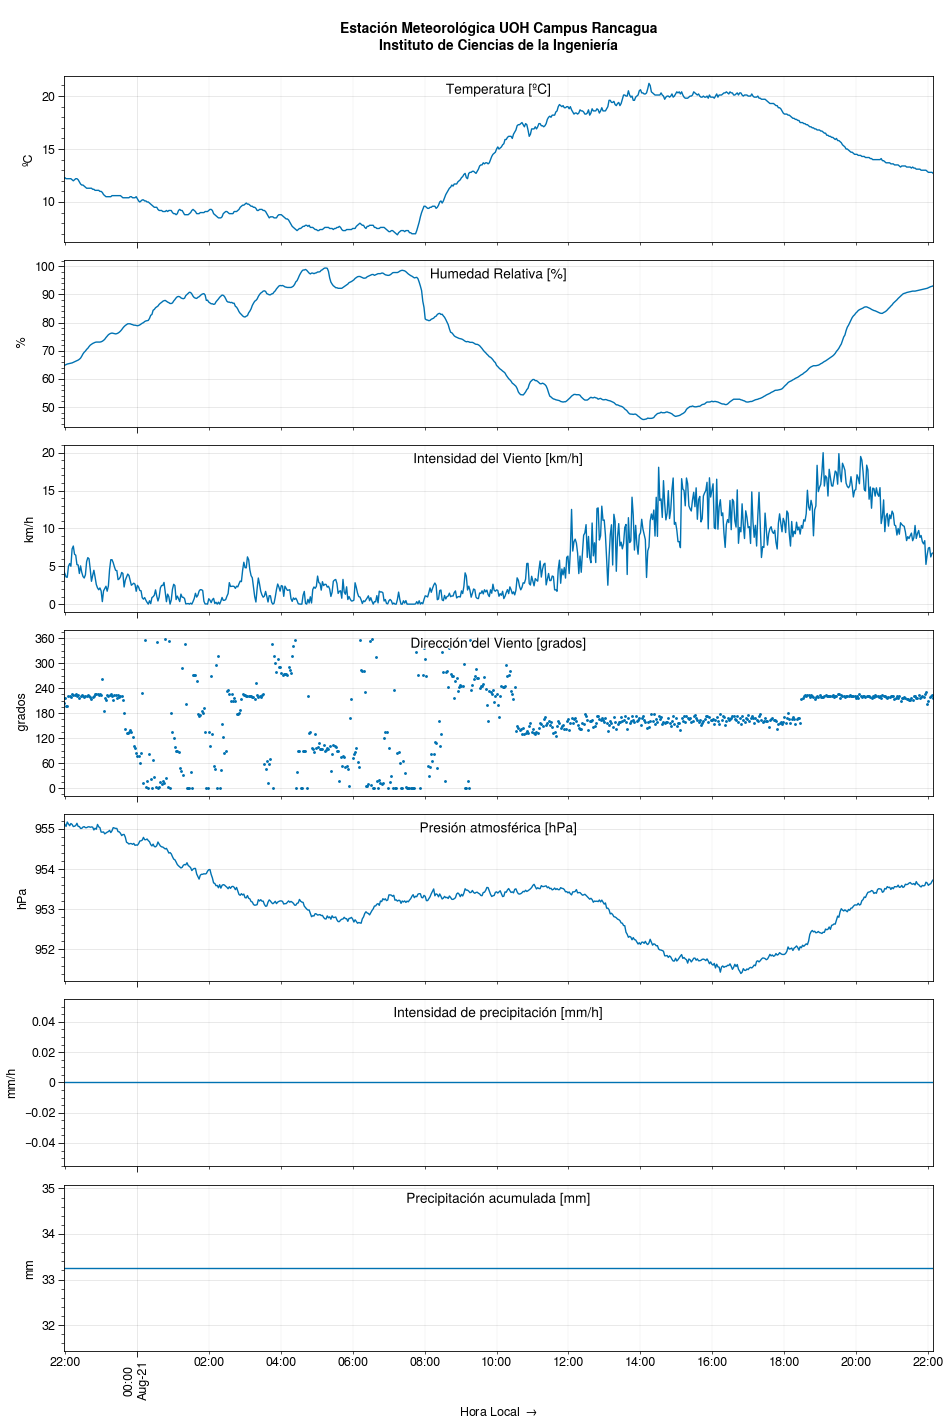 Estación Meteorológica UOH Campus Rancagua
Instituto de Ciencias de la Ingeniería
Temperatura [ºC]
ºC
20
15
10
Humedad Relativa [%]
%
100
90
80
70
60
50
Intensidad del Viento [km/h]
km/h
20
15
10
5
0
Dirección del Viento [grados]
grados
360
300
240
180
120
60
0
Presión atmosférica [hPa]
hPa
955
954
953
952
Intensidad de precipitación [mm/h]
mm/h
0.04
0.02
0
−0.02
−0.04
Precipitación acumulada [mm]
mm
35
34
33
32
22:00
00:00
Aug-21
02:00
04:00
06:00
08:00
10:00
12:00
14:00
16:00
18:00
20:00
22:00
Hora Local →